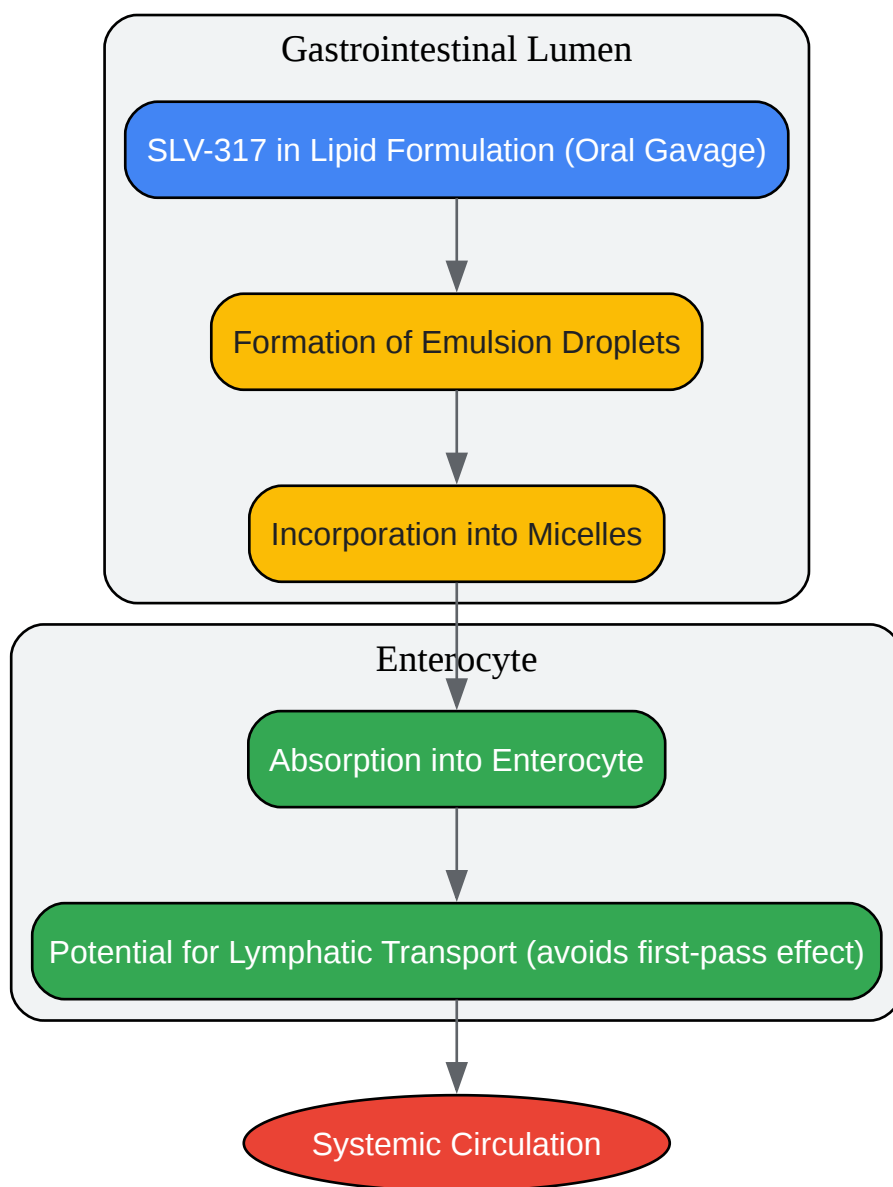 Gastrointestinal Lumen
SLV-317 in Lipid Formulation (Oral Gavage)
Formation of Emulsion Droplets
Incorporation into Micelles
Enterocyte
Absorption into Enterocyte
Potential for Lymphatic Transport (avoids first-pass effect)
Systemic Circulation